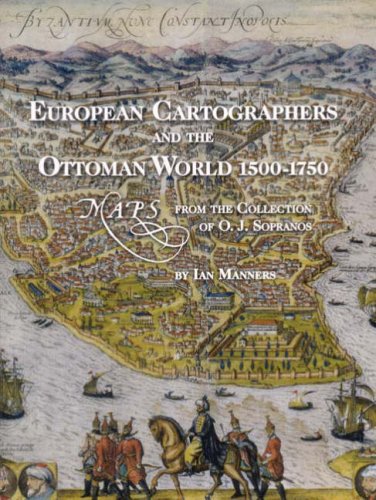 BYZANTIVM NVNC CONSTANTINOPOLIS
EUROPEAN CARTOGRAPHERS
AND THE
OTTOMAN WORLD 1500-1750
MAPS FROM THE COLLECTION
OF O. J. SOPRANOS
BY IAN MANNERS